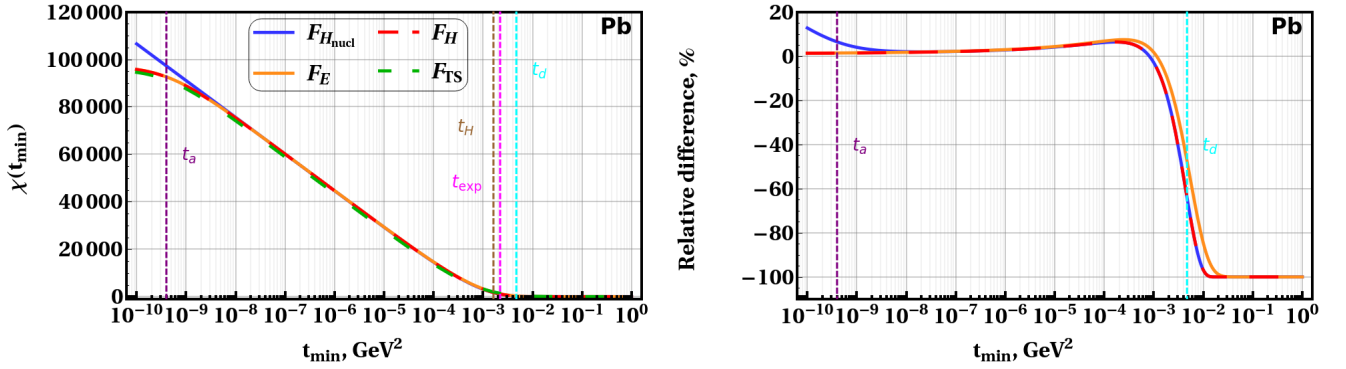 Pb
120 000
100 000
80 000
60 000
40 000
20 000
0
χ(t_min)
F_H_nucl
F_H
F_E
F_TS
t_a
t_H
t_exp
t_d
10^-10 10^-9 10^-8 10^-7 10^-6 10^-5 10^-4 10^-3 10^-2 10^-1 10^0
t_min, GeV^2
Pb
20
0
-20
-40
-60
-80
-100
Relative difference, %
t_a
t_d
10^-10 10^-9 10^-8 10^-7 10^-6 10^-5 10^-4 10^-3 10^-2 10^-1 10^0
t_min, GeV^2